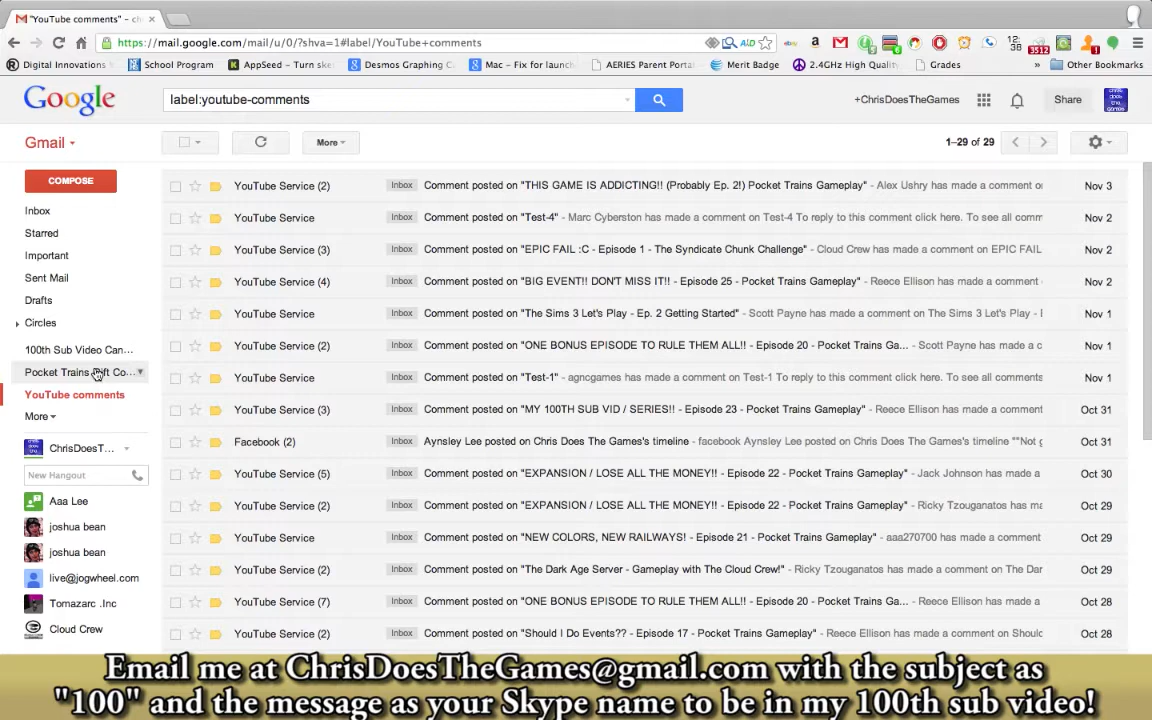 "YouTube comments" - ch
https://mail.google.com/mail/u/0/?shva=1#label/YouTube+comments
12:38
3512
1
Digital Innovations
School Program
AppSeed - Turn ske
Desmos Graphing C
Mac - Fix for launch
AERIES Parent Porta
Merit Badge
2.4GHz High Quality
Grades
»
Other Bookmarks
Google
label:youtube-comments
+ChrisDoesTheGames
Share
Gmail
More
1–29 of 29
COMPOSE
Inbox
Starred
Important
Sent Mail
Drafts
Circles
100th Sub Video Can...
Pocket Trains Gift Co...
YouTube comments
More
ChrisDoesT...
New Hangout
Aaa Lee
joshua bean
joshua bean
live@jogwheel.com
Tomazarc .Inc
Cloud Crew
YouTube Service (2) Inbox Comment posted on "THIS GAME IS ADDICTING!! (Probably Ep. 2!) Pocket Trains Gameplay" - Alex Ushry has made a comment o Nov 3
YouTube Service Inbox Comment posted on "Test-4" - Marc Cyberston has made a comment on Test-4 To reply to this comment click here. To see all comm Nov 2
YouTube Service (3) Inbox Comment posted on "EPIC FAIL :C - Episode 1 - The Syndicate Chunk Challenge" - Cloud Crew has made a comment on EPIC FAIL Nov 2
YouTube Service (4) Inbox Comment posted on "BIG EVENT!! DON'T MISS IT!! - Episode 25 - Pocket Trains Gameplay" - Reece Ellison has made a comment Nov 2
YouTube Service Inbox Comment posted on "The Sims 3 Let's Play - Ep. 2 Getting Started" - Scott Payne has made a comment on The Sims 3 Let's Play - E Nov 1
YouTube Service (2) Inbox Comment posted on "ONE BONUS EPISODE TO RULE THEM ALL!! - Episode 20 - Pocket Trains Ga... - Scott Payne has made a Nov 1
YouTube Service Inbox Comment posted on "Test-1" - agncgames has made a comment on Test-1 To reply to this comment click here. To see all comments Nov 1
YouTube Service (3) Inbox Comment posted on "MY 100TH SUB VID / SERIES!! - Episode 23 - Pocket Trains Gameplay" - Reece Ellison has made a comment Oct 31
Facebook (2) Inbox Aynsley Lee posted on Chris Does The Games's timeline - facebook Aynsley Lee posted on Chris Does The Games's timeline ""Not g Oct 31
YouTube Service (5) Inbox Comment posted on "EXPANSION / LOSE ALL THE MONEY!! - Episode 22 - Pocket Trains Gameplay" - Jack Johnson has made a Oct 30
YouTube Service Inbox Comment posted on "EXPANSION / LOSE ALL THE MONEY!! - Episode 22 - Pocket Trains Gameplay" - Ricky Tzouganatos has m Oct 29
YouTube Service Inbox Comment posted on "NEW COLORS, NEW RAILWAYS! - Episode 21 - Pocket Trains Gameplay" - aaa270700 has made a comment Oct 29
YouTube Service (2) Inbox Comment posted on "The Dark Age Server - Gameplay with The Cloud Crew!" - Ricky Tzouganatos has made a comment on The Oct 29
YouTube Service (7) Inbox Comment posted on "ONE BONUS EPISODE TO RULE THEM ALL!! - Episode 20 - Pocket Trains Ga... - Reece Ellison has made Oct 28
YouTube Service (2) Inbox Comment posted on "Should I Do Events?? - Episode 17 - Pocket Trains Gameplay" - Reece Ellison has made a comment on Should Oct 28
Email me at ChrisDoesTheGames@gmail.com with the subject as
"100" and the message as your Skype name to be in my 100th sub video!